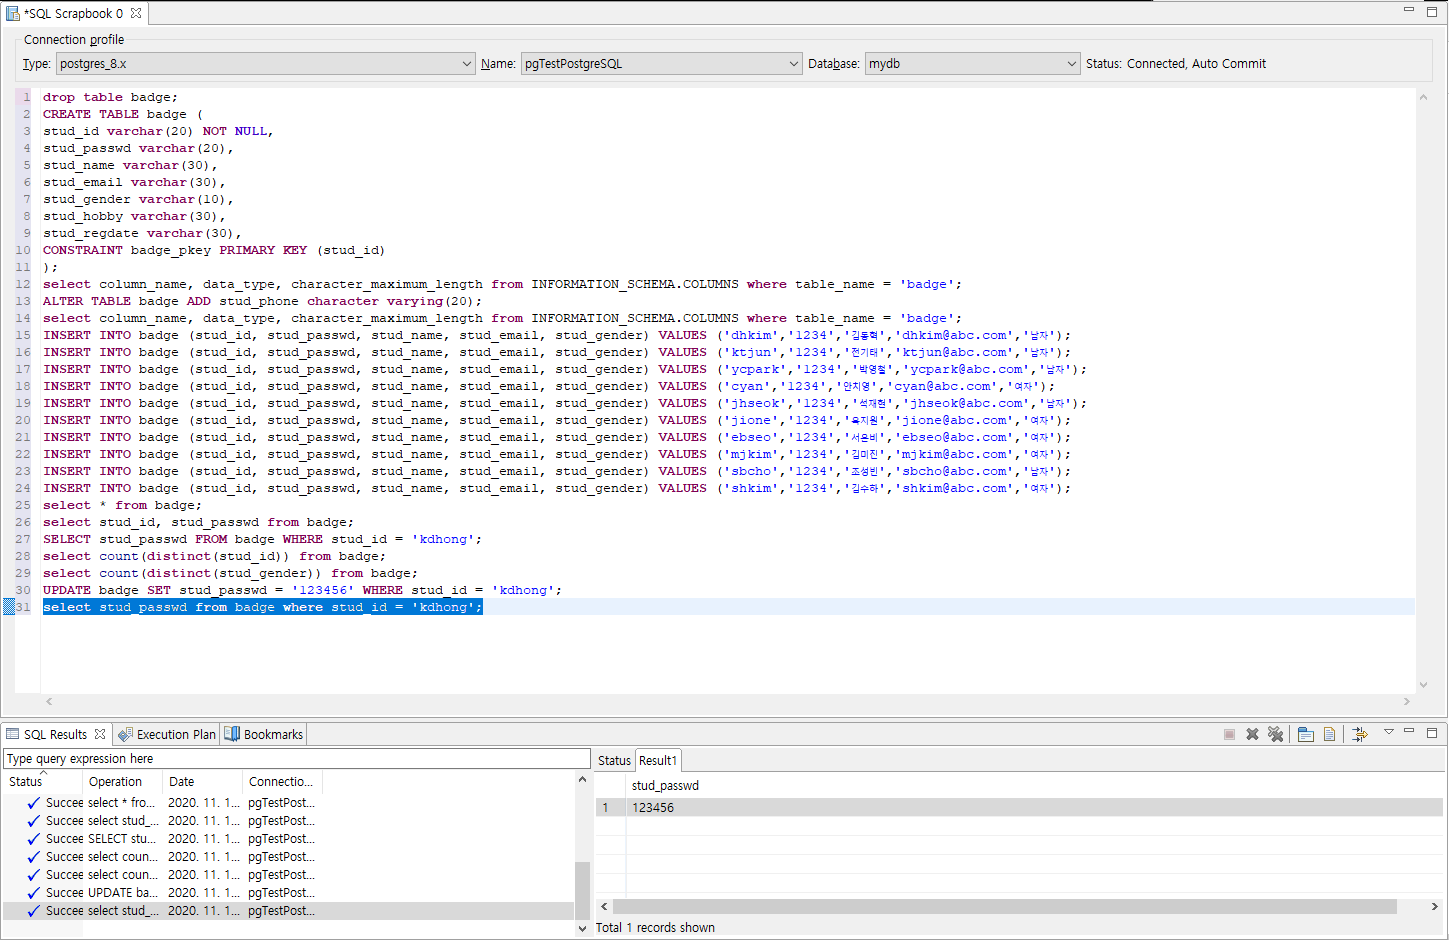 *SQL Scrapbook 0
Connection profile
Type: postgres_8.x Name: pgTestPostgreSQL Database: mydb Status: Connected, Auto Commit
1 drop table badge;
2 CREATE TABLE badge (
3 stud_id varchar(20) NOT NULL,
4 stud_passwd varchar(20),
5 stud_name varchar(30),
6 stud_email varchar(30),
7 stud_gender varchar(10),
8 stud_hobby varchar(30),
9 stud_regdate varchar(30),
10 CONSTRAINT badge_pkey PRIMARY KEY (stud_id)
11 );
12 select column_name, data_type, character_maximum_length from INFORMATION_SCHEMA.COLUMNS where table_name = 'badge';
13 ALTER TABLE badge ADD stud_phone character varying(20);
14 select column_name, data_type, character_maximum_length from INFORMATION_SCHEMA.COLUMNS where table_name = 'badge';
15 INSERT INTO badge (stud_id, stud_passwd, stud_name, stud_email, stud_gender) VALUES ('dhkim','1234','김동혁','dhkim@abc.com','남자');
16 INSERT INTO badge (stud_id, stud_passwd, stud_name, stud_email, stud_gender) VALUES ('ktjun','1234','전기태','ktjun@abc.com','남자');
17 INSERT INTO badge (stud_id, stud_passwd, stud_name, stud_email, stud_gender) VALUES ('ycpark','1234','박영철','ycpark@abc.com','남자');
18 INSERT INTO badge (stud_id, stud_passwd, stud_name, stud_email, stud_gender) VALUES ('cyan','1234','안치영','cyan@abc.com','여자');
19 INSERT INTO badge (stud_id, stud_passwd, stud_name, stud_email, stud_gender) VALUES ('jhseok','1234','석재현','jhseok@abc.com','남자');
20 INSERT INTO badge (stud_id, stud_passwd, stud_name, stud_email, stud_gender) VALUES ('jione','1234','옥지원','jione@abc.com','여자');
21 INSERT INTO badge (stud_id, stud_passwd, stud_name, stud_email, stud_gender) VALUES ('ebseo','1234','서은비','ebseo@abc.com','여자');
22 INSERT INTO badge (stud_id, stud_passwd, stud_name, stud_email, stud_gender) VALUES ('mjkim','1234','김미진','mjkim@abc.com','여자');
23 INSERT INTO badge (stud_id, stud_passwd, stud_name, stud_email, stud_gender) VALUES ('sbcho','1234','조성빈','sbcho@abc.com','남자');
24 INSERT INTO badge (stud_id, stud_passwd, stud_name, stud_email, stud_gender) VALUES ('shkim','1234','김수하','shkim@abc.com','여자');
25 select * from badge;
26 select stud_id, stud_passwd from badge;
27 SELECT stud_passwd FROM badge WHERE stud_id = 'kdhong';
28 select count(distinct(stud_id)) from badge;
29 select count(distinct(stud_gender)) from badge;
30 UPDATE badge SET stud_passwd = '123456' WHERE stud_id = 'kdhong';
31 select stud_passwd from badge where stud_id = 'kdhong';
SQL Results Execution Plan Bookmarks
Type query expression here
Status Operation Date Connectio...
Succee select * fro... 2020. 11. 1... pgTestPost...
Succee select stud_... 2020. 11. 1... pgTestPost...
Succee SELECT stu... 2020. 11. 1... pgTestPost...
Succee select coun... 2020. 11. 1... pgTestPost...
Succee select coun... 2020. 11. 1... pgTestPost...
Succee UPDATE ba... 2020. 11. 1... pgTestPost...
Succee select stud_... 2020. 11. 1... pgTestPost...
Status Result1
stud_passwd
1 123456
Total 1 records shown